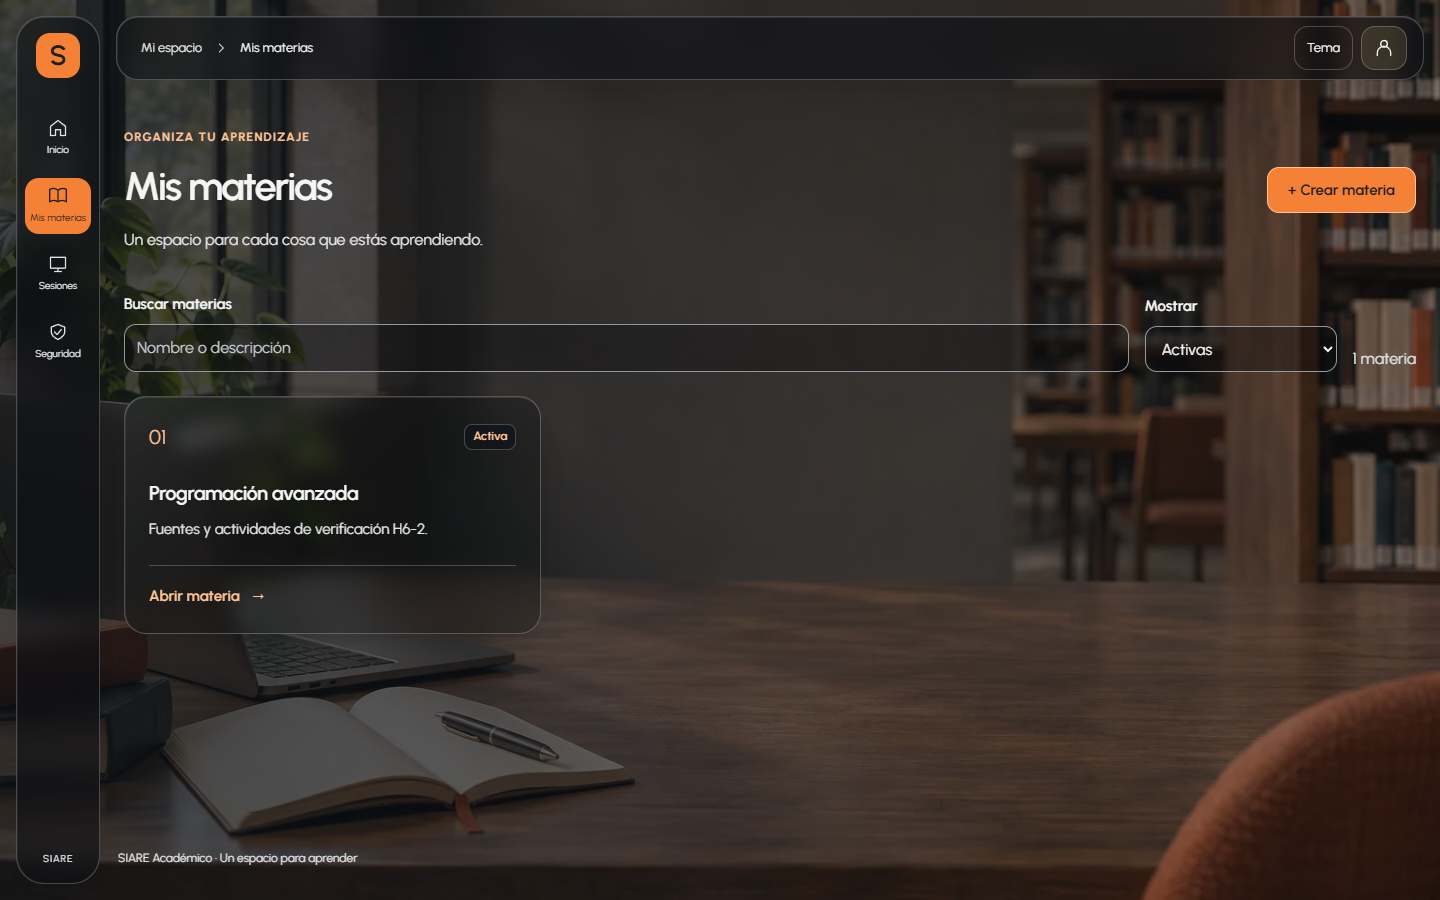 S
Mi espacio > Mis materias
Tema
Inicio
Mis materias
Sesiones
Seguridad
SIARE
ORGANIZA TU APRENDIZAJE
Mis materias
+ Crear materia
Un espacio para cada cosa que estás aprendiendo.
Buscar materias
Nombre o descripción
Mostrar
Activas
1 materia
01
Activa
Programación avanzada
Fuentes y actividades de verificación H6-2.
Abrir materia →
SIARE Académico · Un espacio para aprender